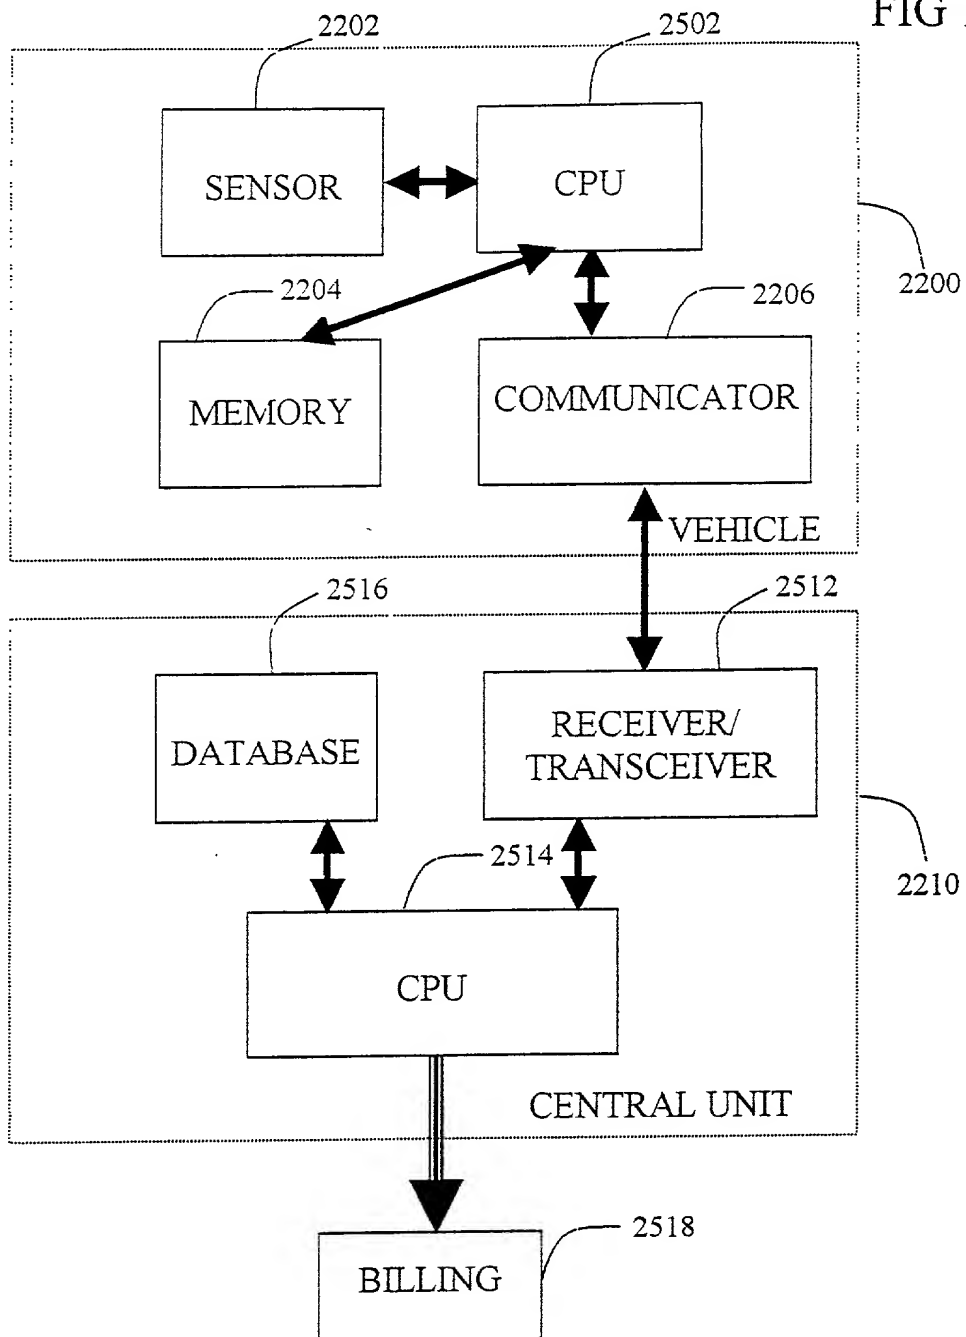 FIG
2202
2502
SENSOR
CPU
2200
2204
2206
MEMORY
COMMUNICATOR
VEHICLE
2516
2512
DATABASE
RECEIVER/
TRANSCEIVER
2514
2210
CPU
CENTRAL UNIT
2518
BILLING